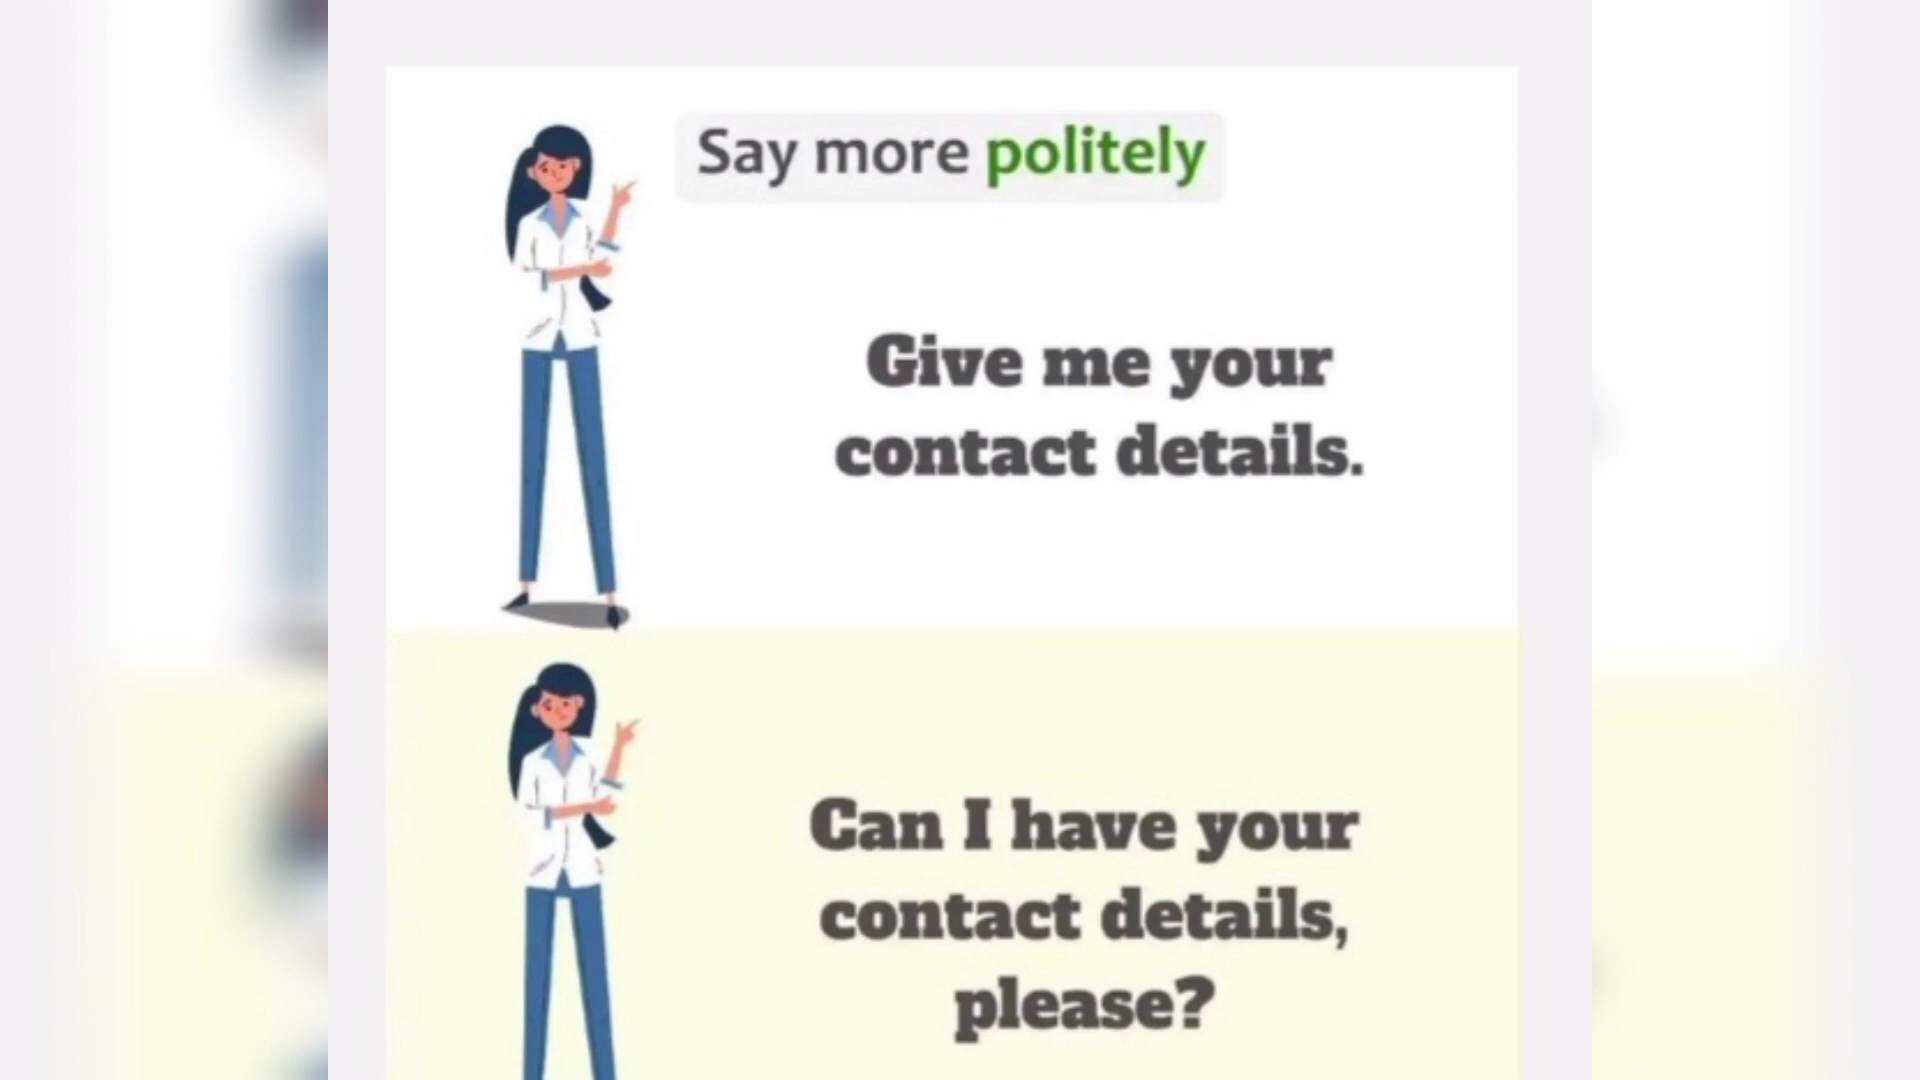 Say more politely
Give me your
contact details.
Can I have your
contact details,
please?